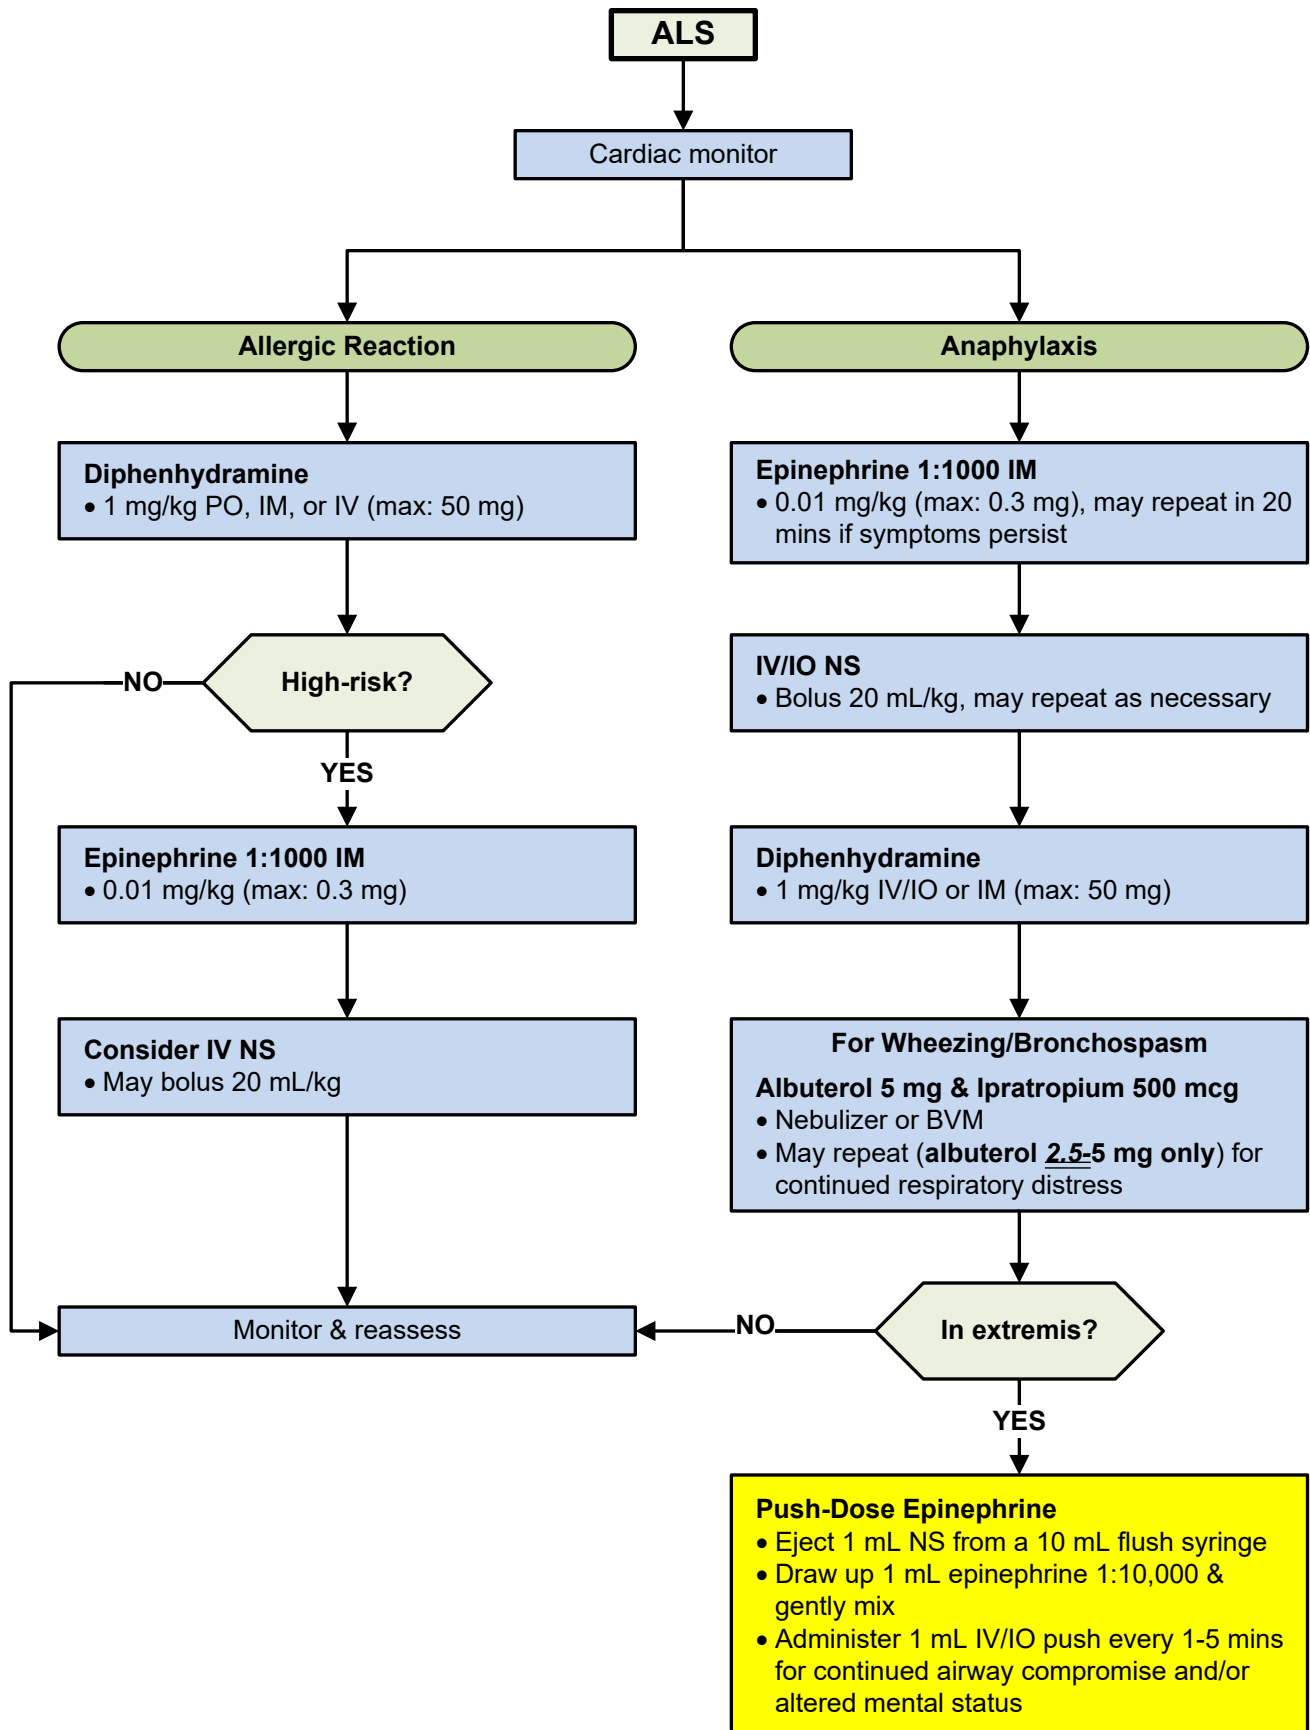 ALS
Cardiac monitor
Allergic Reaction
Diphenhydramine
• 1 mg/kg PO, IM, or IV (max: 50 mg)
High-risk?
NO
YES
Epinephrine 1:1000 IM
• 0.01 mg/kg (max: 0.3 mg)
Consider IV NS
• May bolus 20 mL/kg
Monitor & reassess
Anaphylaxis
Epinephrine 1:1000 IM
• 0.01 mg/kg (max: 0.3 mg), may repeat in 20
mins if symptoms persist
IV/IO NS
• Bolus 20 mL/kg, may repeat as necessary
Diphenhydramine
• 1 mg/kg IV/IO or IM (max: 50 mg)
For Wheezing/Bronchospasm
Albuterol 5 mg & Ipratropium 500 mcg
• Nebulizer or BVM
• May repeat (albuterol 2.5-5 mg only) for
continued respiratory distress
In extremis?
NO
YES
Push-Dose Epinephrine
• Eject 1 mL NS from a 10 mL flush syringe
• Draw up 1 mL epinephrine 1:10,000 &
gently mix
• Administer 1 mL IV/IO push every 1-5 mins
for continued airway compromise and/or
altered mental status